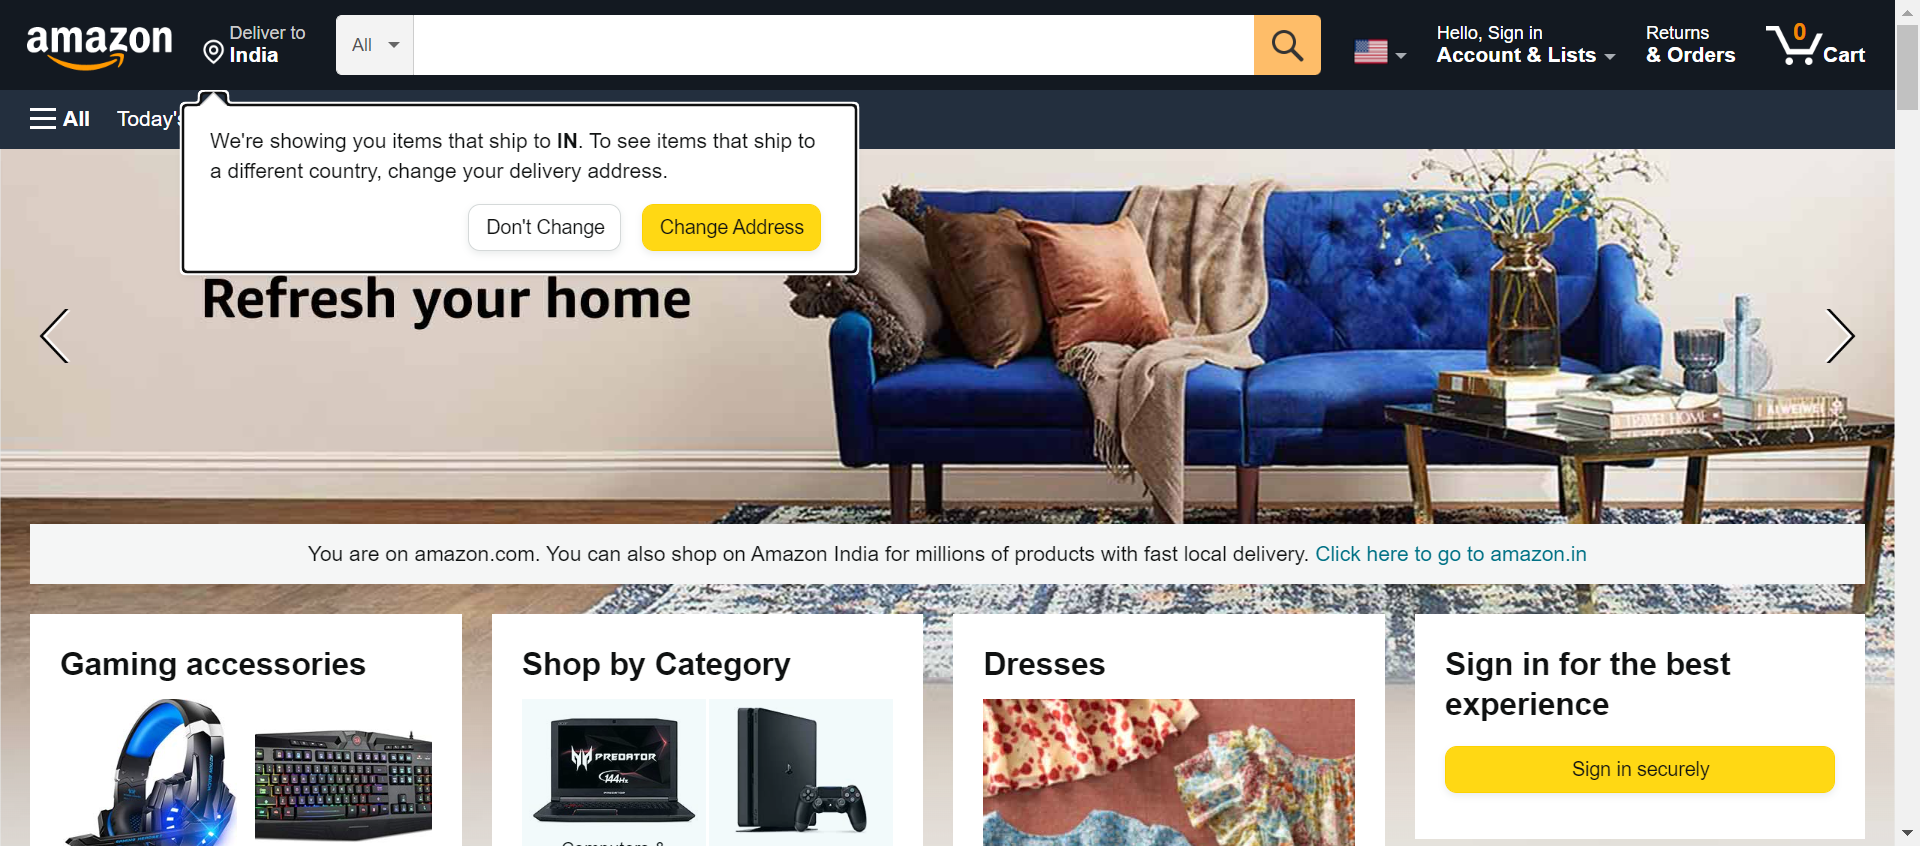 amazon
Deliver to
India
All
Hello, Sign in
Account & Lists
Returns
& Orders
0
Cart
All
Today's
We're showing you items that ship to IN. To see items that ship to
a different country, change your delivery address.
Don't Change
Change Address
Refresh your home
TRAVEL HOME
AI WEIWEI
You are on amazon.com. You can also shop on Amazon India for millions of products with fast local delivery. Click here to go to amazon.in
Gaming accessories
Shop by Category
Dresses
Sign in for the best
experience
PREDATOR
144Hz
PREDATOR
Sign in securely
Computers &